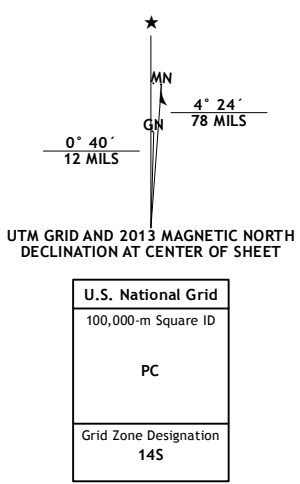 ★
MN
4° 24´
78 MILS
GN
0° 40´
12 MILS
UTM GRID AND 2013 MAGNETIC NORTH
DECLINATION AT CENTER OF SHEET
U.S. National Grid
100,000-m Square ID
PC
Grid Zone Designation
14S